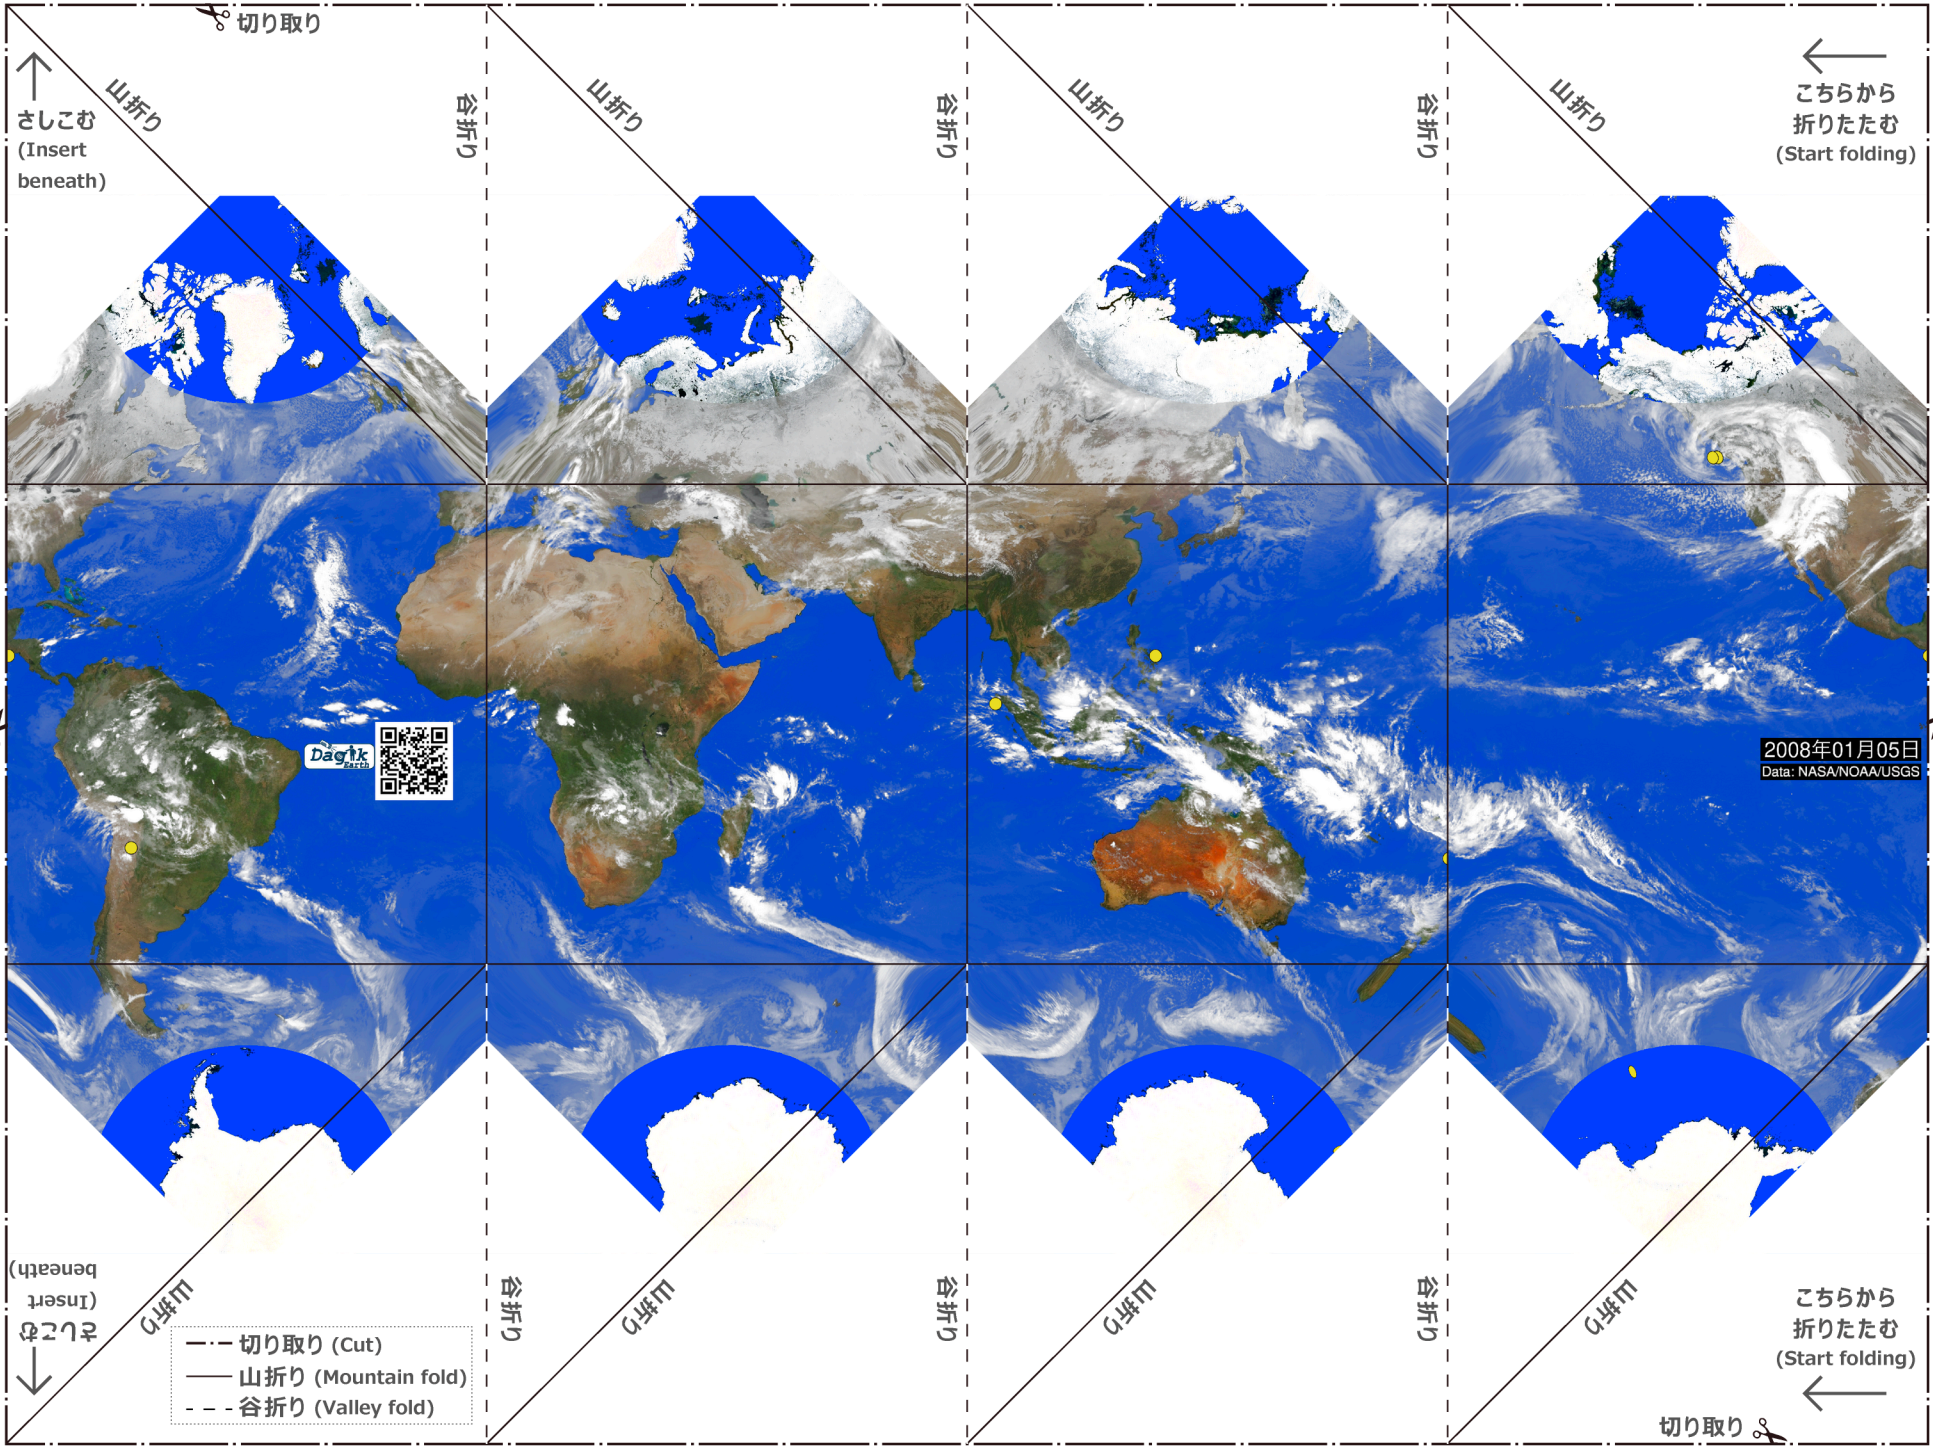 切り取り
山折り
山折り
山折り
山折り
谷折り
谷折り
谷折り
さしこむ
(Insert
beneath)
こちらから
折りたたむ
(Start folding)
Dagik
Earth
2008年01月05日
Data: NASA/NOAA/USGS
さしこむ
(Insert
beneath)
山折り
山折り
山折り
山折り
谷折り
谷折り
谷折り
切り取り (Cut)
山折り (Mountain fold)
谷折り (Valley fold)
こちらから
折りたたむ
(Start folding)
切り取り